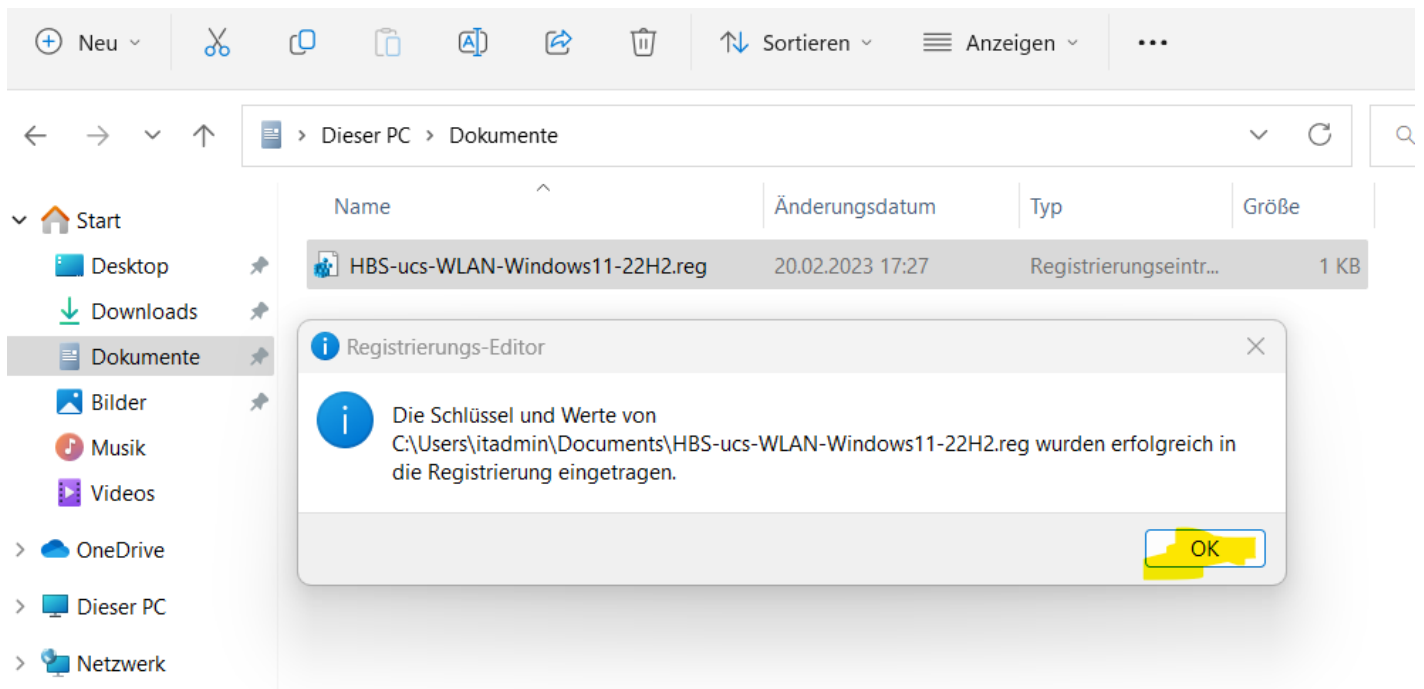 Neu
Sortieren
Anzeigen
Dieser PC > Dokumente
Name Änderungsdatum Typ Größe
Start
Desktop
HBS-ucs-WLAN-Windows11-22H2.reg 20.02.2023 17:27 Registrierungseintr... 1 KB
Downloads
Dokumente
Bilder
Musik
Videos
OneDrive
Dieser PC
Netzwerk
Registrierungs-Editor
Die Schlüssel und Werte von
C:\Users\itadmin\Documents\HBS-ucs-WLAN-Windows11-22H2.reg wurden erfolgreich in
die Registrierung eingetragen.
OK